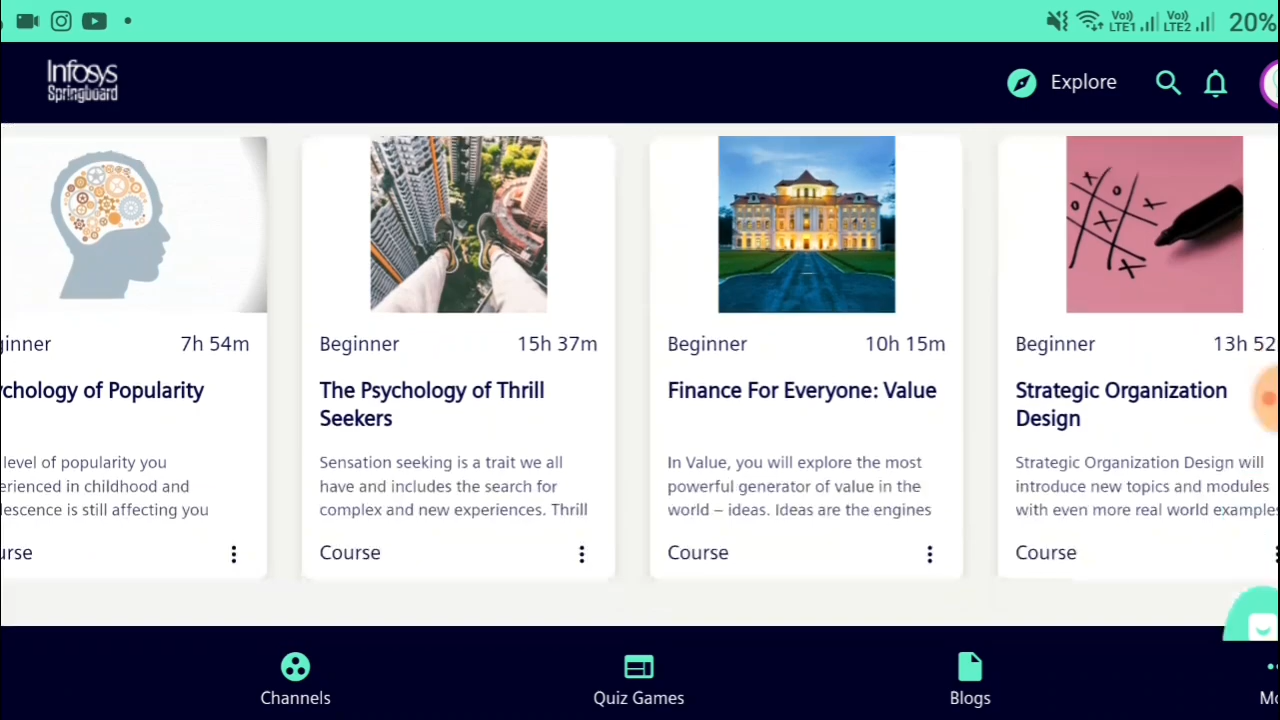 Vo)) LTE1 Vo)) LTE2 20%
Infosys
Springboard
Explore
ginner 7h 54m
ychology of Popularity
level of popularity you
erienced in childhood and
lescence is still affecting you
urse
Beginner 15h 37m
The Psychology of Thrill
Seekers
Sensation seeking is a trait we all
have and includes the search for
complex and new experiences. Thrill
Course
Beginner 10h 15m
Finance For Everyone: Value
In Value, you will explore the most
powerful generator of value in the
world – ideas. Ideas are the engines
Course
Beginner 13h 52
Strategic Organization
Design
Strategic Organization Design will
introduce new topics and modules
with even more real world examples
Course
Channels
Quiz Games
Blogs
Mo